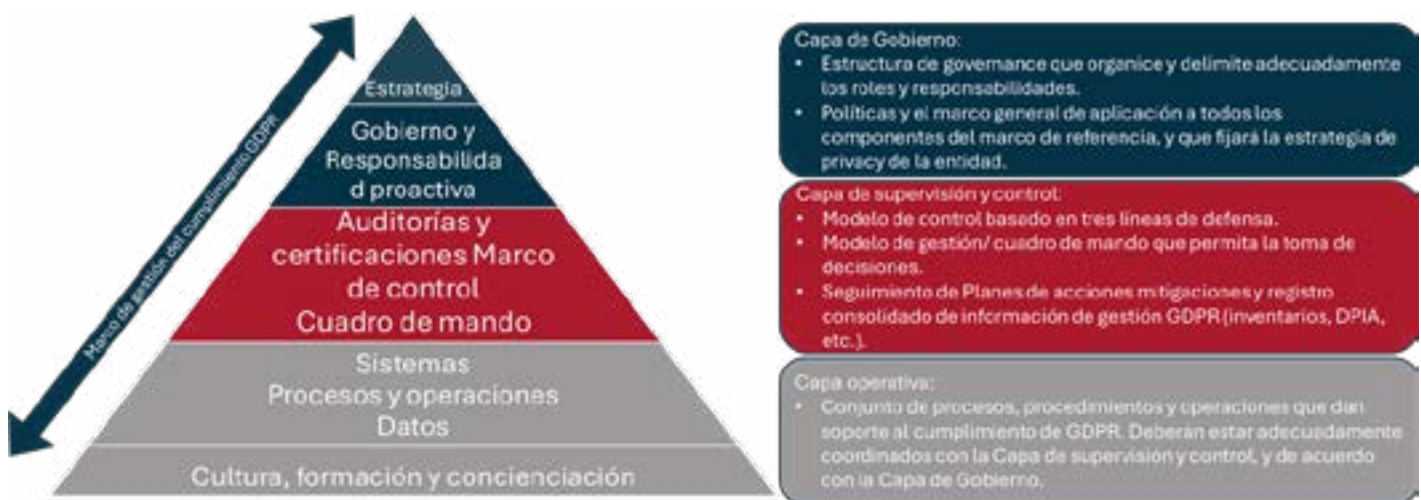 Marco de gestión del cumplimiento GDPR
Estrategia
Gobierno y
Responsabilida
d proactiva
Auditorías y
certificaciones Marco
de control
Cuadro de mando
Sistemas
Procesos y operaciones
Datos
Cultura, formación y concienciación
Capa de Gobierno:
• Estructura de governance que organice y delimite adecuadamente
los roles y responsabilidades.
• Políticas y el marco general de aplicación a todos los
componentes del marco de referencia, y que fijará la estrategia de
privacy de la entidad.
Capa de supervisión y control:
• Modelo de control basado en tres líneas de defensa.
• Modelo de gestión/ cuadro de mando que permita la toma de
decisiones.
• Seguimiento de Planes de acciones mitigaciones y registro
consolidado de información de gestión GDPR (inventarios, DPIA,
etc.).
Capa operativa:
• Conjunto de procesos, procedimientos y operaciones que dan
soporte al cumplimiento de GDPR. Deberán estar adecuadamente
coordinados con la Capa de supervisión y control, y de acuerdo
con la Capa de Gobierno.